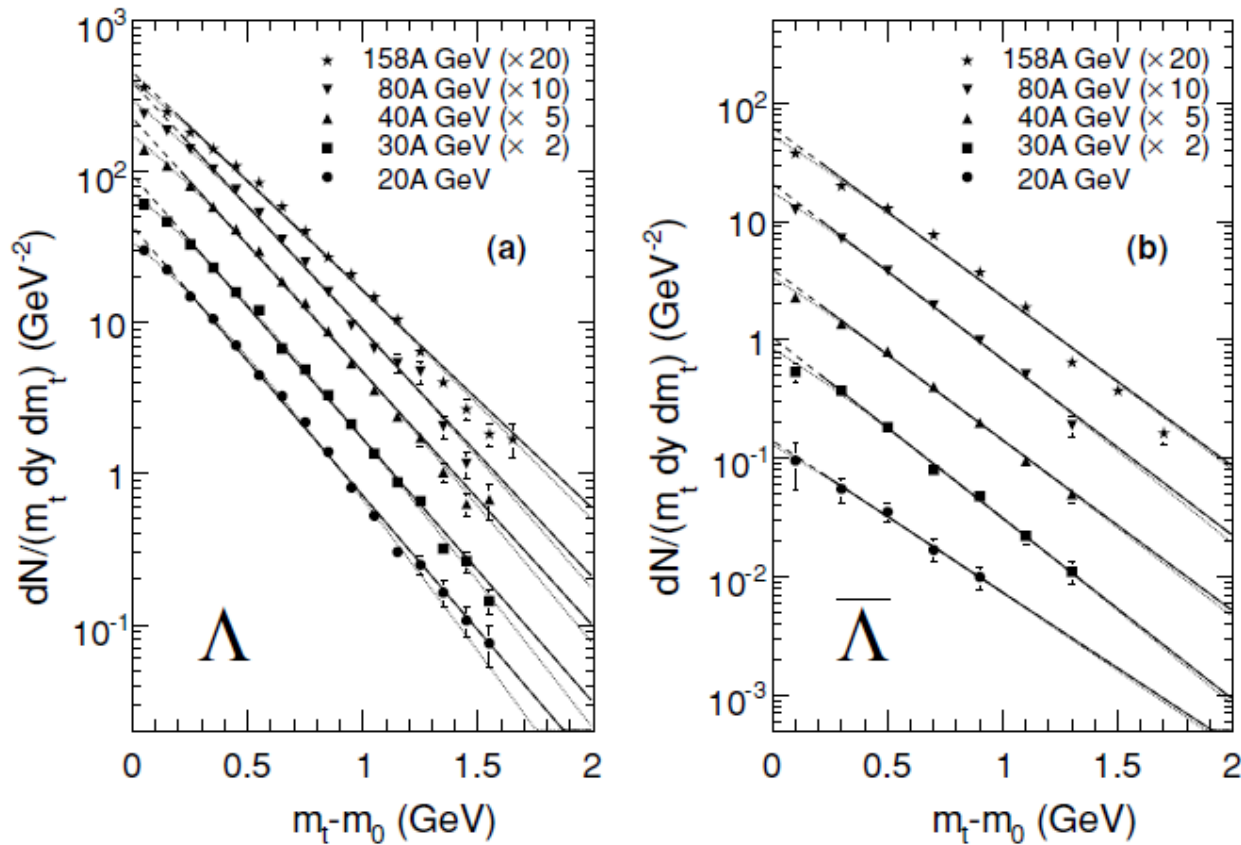 10³
10²
10
1
10⁻¹
dN/(mₜ dy dmₜ) (GeV⁻²)
158A GeV (× 20)
80A GeV (× 10)
40A GeV (× 5)
30A GeV (× 2)
20A GeV
(a)
Λ
0 0.5 1 1.5 2
mₜ-m₀ (GeV)
10²
10
1
10⁻¹
10⁻²
10⁻³
dN/(mₜ dy dmₜ) (GeV⁻²)
158A GeV (× 20)
80A GeV (× 10)
40A GeV (× 5)
30A GeV (× 2)
20A GeV
(b)
Λ̅
0 0.5 1 1.5 2
mₜ-m₀ (GeV)